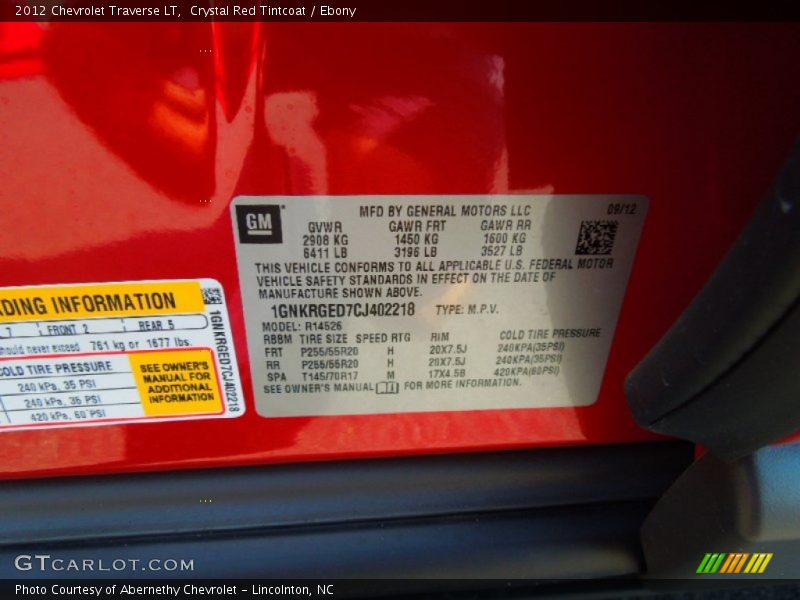 2012 Chevrolet Traverse LT, Crystal Red Tintcoat / Ebony
GM
MFD BY GENERAL MOTORS LLC 09/12
GVWR GAWR FRT GAWR RR
2908 KG 1450 KG 1600 KG
6411 LB 3196 LB 3527 LB
THIS VEHICLE CONFORMS TO ALL APPLICABLE U.S. FEDERAL MOTOR
VEHICLE SAFETY STANDARDS IN EFFECT ON THE DATE OF
MANUFACTURE SHOWN ABOVE.
1GNKRGED7CJ402218 TYPE: M.P.V.
MODEL: R14526
RBBM TIRE SIZE SPEED RTG RIM COLD TIRE PRESSURE
FRT P255/55R20 H 20X7.5J 240KPA(35PSI)
RR P255/55R20 H 20X7.5J 240KPA(35PSI)
SPA T145/70R17 M 17X4.5B 420KPA(60PSI)
SEE OWNER'S MANUAL FOR MORE INFORMATION.
DING INFORMATION
7 FRONT 2 REAR 5
should never exceed 761 kg or 1677 lbs.
COLD TIRE PRESSURE
240 kPa, 35 PSI
240 kPa, 35 PSI
420 kPa, 60 PSI
SEE OWNER'S
MANUAL FOR
ADDITIONAL
INFORMATION
1GNKRGED7CJ402218
GTCARLOT.COM
Photo Courtesy of Abernethy Chevrolet - Lincolnton, NC